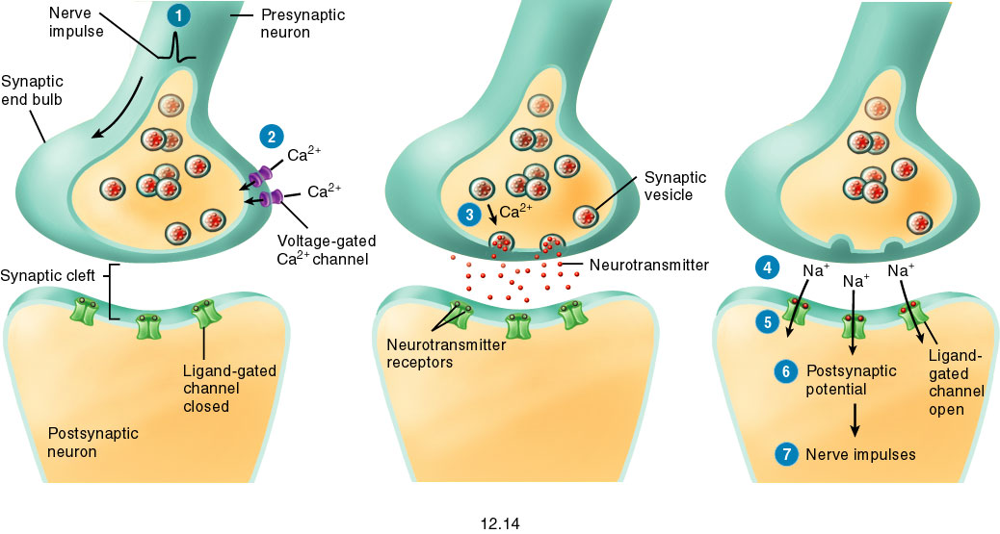 Nerve
impulse
1
Presynaptic
neuron
Synaptic
end bulb
2
Ca2+
Ca2+
Voltage-gated
Ca2+ channel
Synaptic cleft
Ligand-gated
channel
closed
Postsynaptic
neuron
3
Ca2+
Synaptic
vesicle
Neurotransmitter
Neurotransmitter
receptors
4
Na+
Na+
Na+
5
Ligand-
gated
channel
open
6
Postsynaptic
potential
7
Nerve impulses
12.14